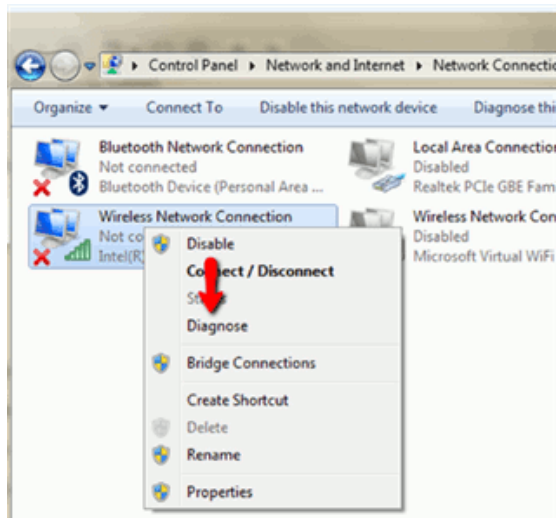 Control Panel ▸ Network and Internet ▸ Network Connectio
Organize Connect To Disable this network device Diagnose thi
Bluetooth Network Connection
Not connected
Bluetooth Device (Personal Area ...
Local Area Connection
Disabled
Realtek PCIe GBE Fam
Wireless Network Connection
Not co
Intel(R)
Wireless Network Con
Disabled
Microsoft Virtual WiFi
Disable
Connect / Disconnect
Diagnose
Bridge Connections
Create Shortcut
Delete
Rename
Properties